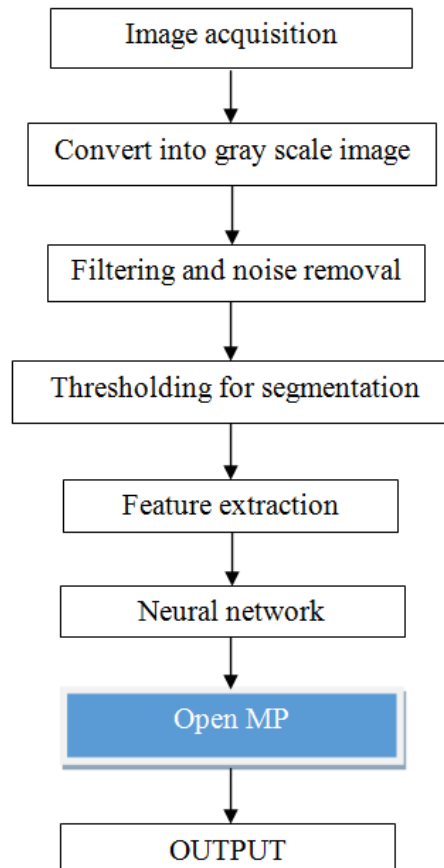 Image acquisition
Convert into gray scale image
Filtering and noise removal
Thresholding for segmentation
Feature extraction
Neural network
Open MP
OUTPUT